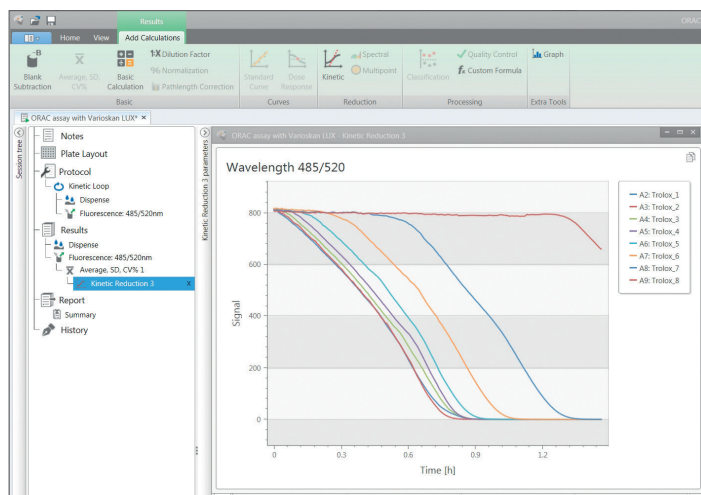 Results
ORAC
Home View Add Calculations
Blank Subtraction
Average, SD, CV%
Basic Calculation
1:X Dilution Factor
% Normalization
Pathlength Correction
Standard Curve
Dose Response
Kinetic
Spectral
Multipoint
Classification
Quality Control
fx Custom Formula
Graph
Basic
Curves
Reduction
Processing
Extra Tools
ORAC assay with Varioskan LUX* ×
Session tree
Notes
Plate Layout
Protocol
Kinetic Loop
Dispense
Fluorescence: 485/520nm
Results
Dispense
Fluorescence: 485/520nm
Average, SD, CV% 1
Kinetic Reduction 3 x
Report
Summary
History
Kinetic Reduction 3 parameters
ORAC assay with Varioskan LUX - Kinetic Reduction 3
Wavelength 485/520
800
600
400
200
0
Signal
0 0.3 0.6 0.9 1.2
Time [h]
A2: Trolox_1
A3: Trolox_2
A4: Trolox_3
A5: Trolox_4
A6: Trolox_5
A7: Trolox_6
A8: Trolox_7
A9: Trolox_8